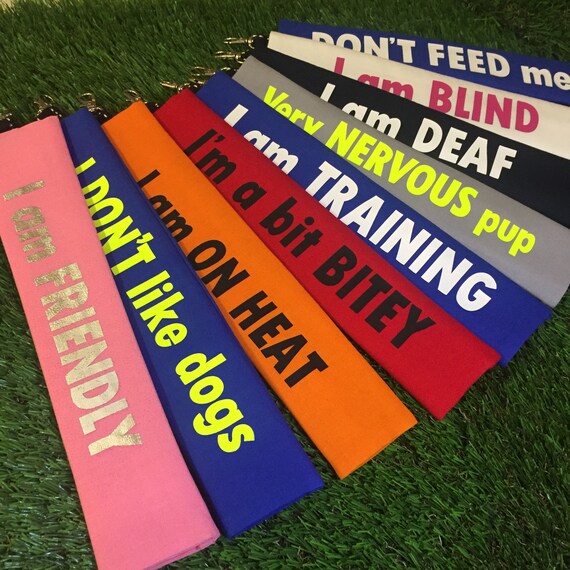 I am FRIENDLY
I DON'T like dogs
I am ON HEAT
I'm a bit BITEY
I am TRAINING
Very NERVOUS pup
I am DEAF
I am BLIND
DON'T FEED me